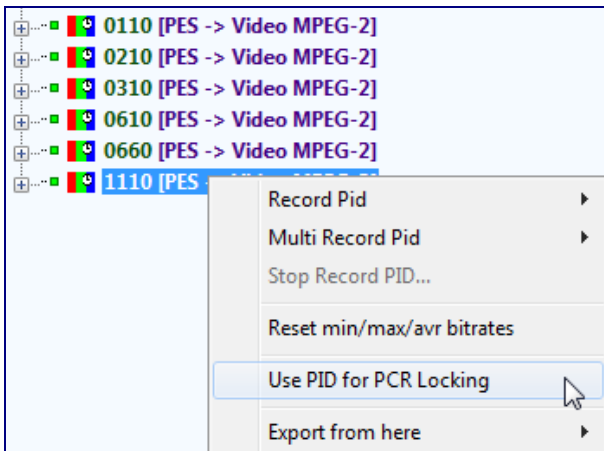 0110 [PES -> Video MPEG-2]
0210 [PES -> Video MPEG-2]
0310 [PES -> Video MPEG-2]
0610 [PES -> Video MPEG-2]
0660 [PES -> Video MPEG-2]
1110 [PES -
Record Pid
Multi Record Pid
Stop Record PID...
Reset min/max/avr bitrates
Use PID for PCR Locking
Export from here